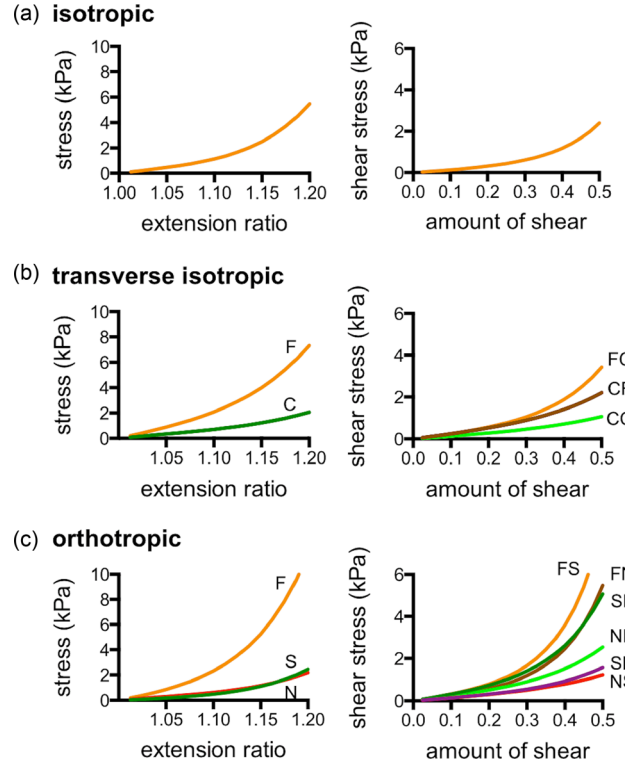 (a) isotropic
stress (kPa)
10
8
6
4
2
0
1.00 1.05 1.10 1.15 1.20
extension ratio
shear stress (kPa)
6
4
2
0
0.0 0.1 0.2 0.3 0.4 0.5
amount of shear
(b) transverse isotropic
stress (kPa)
10
8
6
4
2
0
F
C
1.05 1.10 1.15 1.20
extension ratio
shear stress (kPa)
6
4
2
0
FC
CF
CC
0.0 0.1 0.2 0.3 0.4 0.5
amount of shear
(c) orthotropic
stress (kPa)
10
8
6
4
2
0
F
S
N
1.05 1.10 1.15 1.20
extension ratio
shear stress (kPa)
6
4
2
0
FS
FN
NS
0.0 0.1 0.2 0.3 0.4 0.5
amount of shear